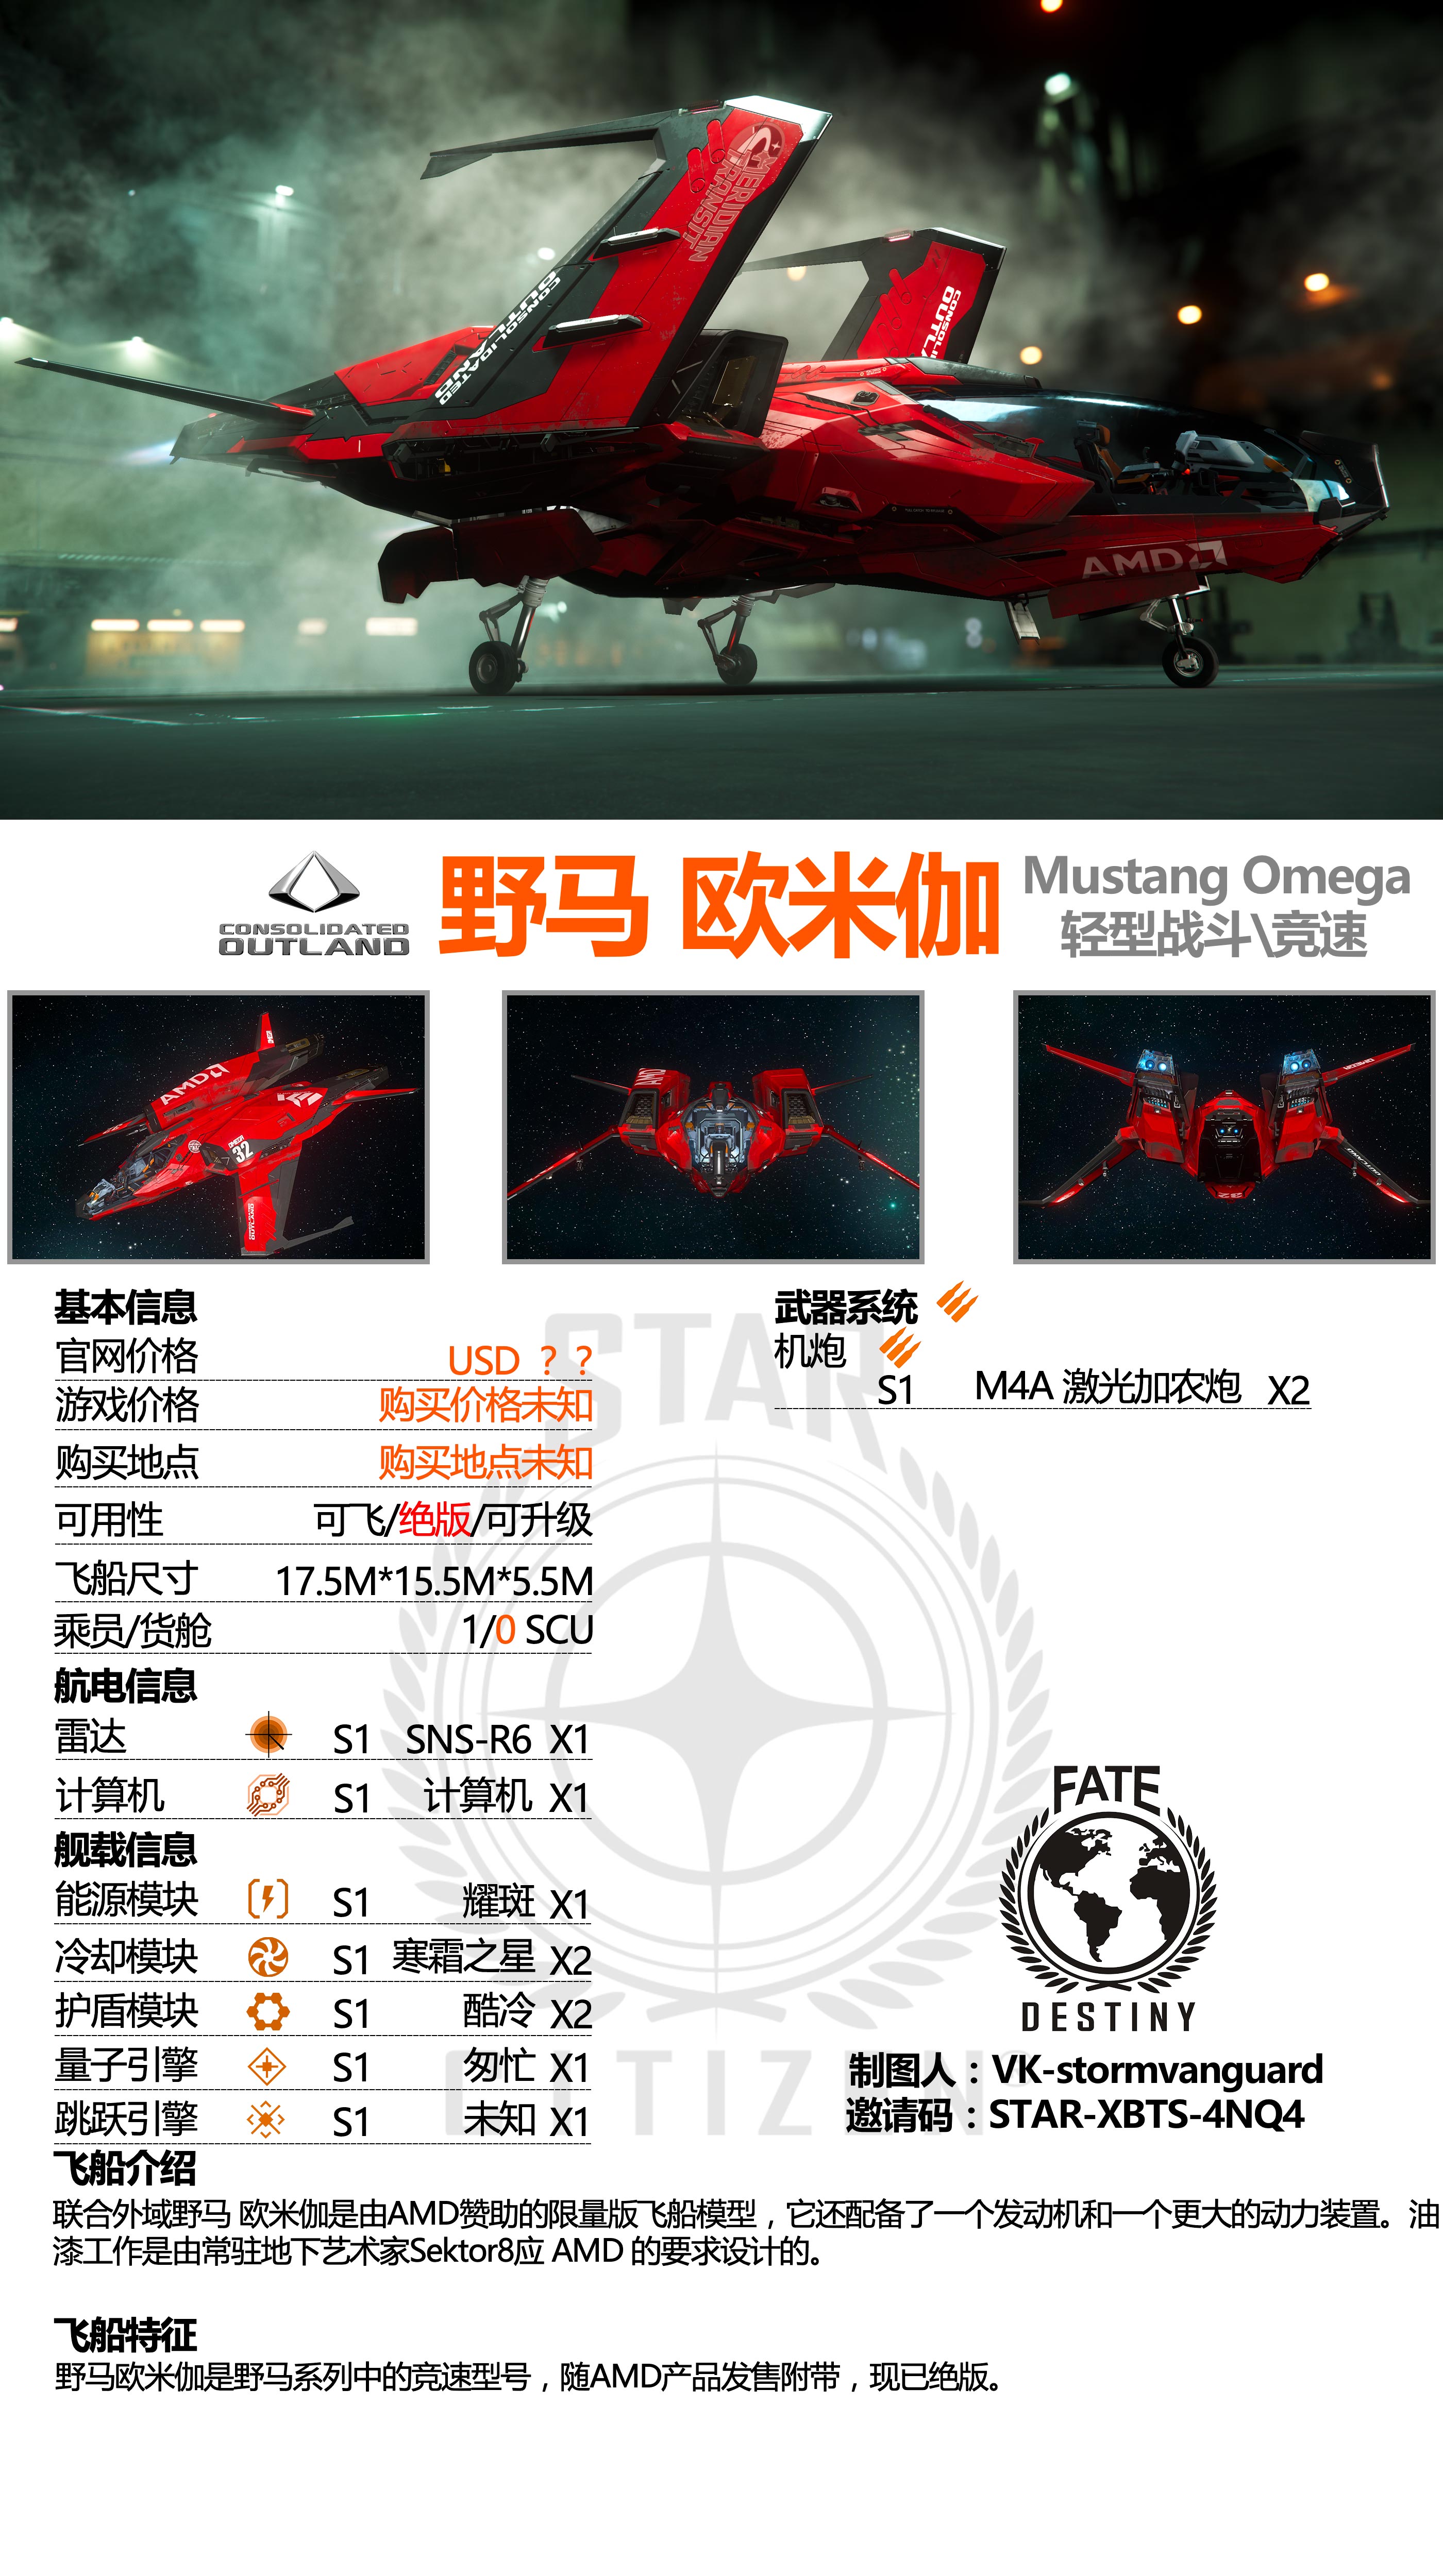 MERIDIAN
TRANSIT
CONSOLIDATED
OUTLAND
CONSOLI
OUTLA
AMD
CONSOLIDATED
OUTLAND
野马 欧米伽
Mustang Omega
轻型战斗\竞速
AMD
OMEGA
32
基本信息
官网价格 USD ？？
游戏价格 购买价格未知
购买地点 购买地点未知
可用性 可飞/绝版/可升级
飞船尺寸 17.5M*15.5M*5.5M
乘员/货舱 1/0 SCU
武器系统
机炮
S1 M4A 激光加农炮 X2
航电信息
雷达 S1 SNS-R6 X1
计算机 S1 计算机 X1
舰载信息
能源模块 S1 耀斑 X1
冷却模块 S1 寒霜之星 X2
护盾模块 S1 酷冷 X2
量子引擎 S1 匆忙 X1
跳跃引擎 S1 未知 X1
STAR
CITIZEN
FATE
DESTINY
制图人：VK-stormvanguard
邀请码：STAR-XBTS-4NQ4
飞船介绍
联合外域野马 欧米伽是由AMD赞助的限量版飞船模型，它还配备了一个发动机和一个更大的动力装置。油
漆工作是由常驻地下艺术家Sektor8应 AMD 的要求设计的。
飞船特征
野马欧米伽是野马系列中的竞速型号，随AMD产品发售附带，现已绝版。